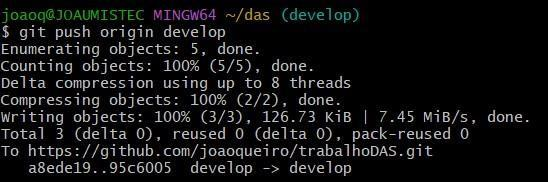 joaoq@JOAUMISTEC MINGW64 ~/das (develop)
$ git push origin develop
Enumerating objects: 5, done.
Counting objects: 100% (5/5), done.
Delta compression using up to 8 threads
Compressing objects: 100% (2/2), done.
Writing objects: 100% (3/3), 126.73 KiB | 7.45 MiB/s, done.
Total 3 (delta 0), reused 0 (delta 0), pack-reused 0
To https://github.com/joaoqueiro/trabalhoDAS.git
   a8ede19..95c6005  develop -> develop